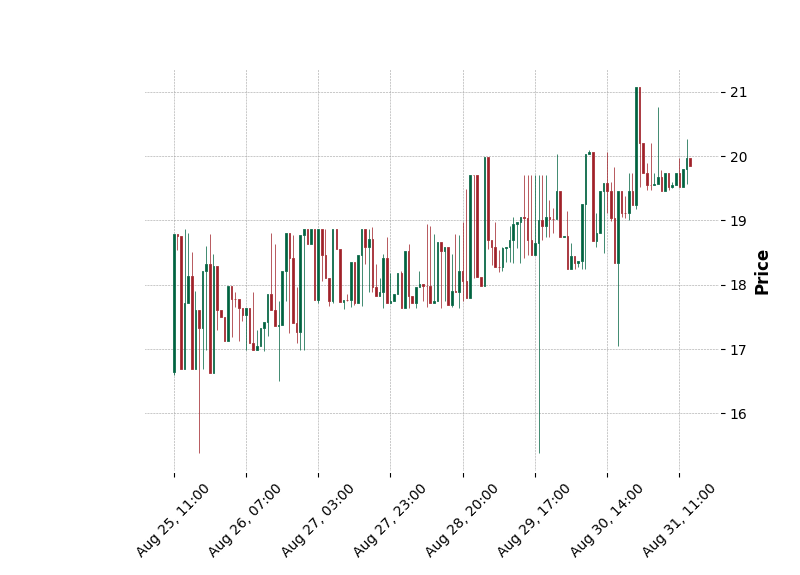 21
20
19
18
17
16
Price
Aug 25, 11:00
Aug 26, 07:00
Aug 27, 03:00
Aug 27, 23:00
Aug 28, 20:00
Aug 29, 17:00
Aug 30, 14:00
Aug 31, 11:00